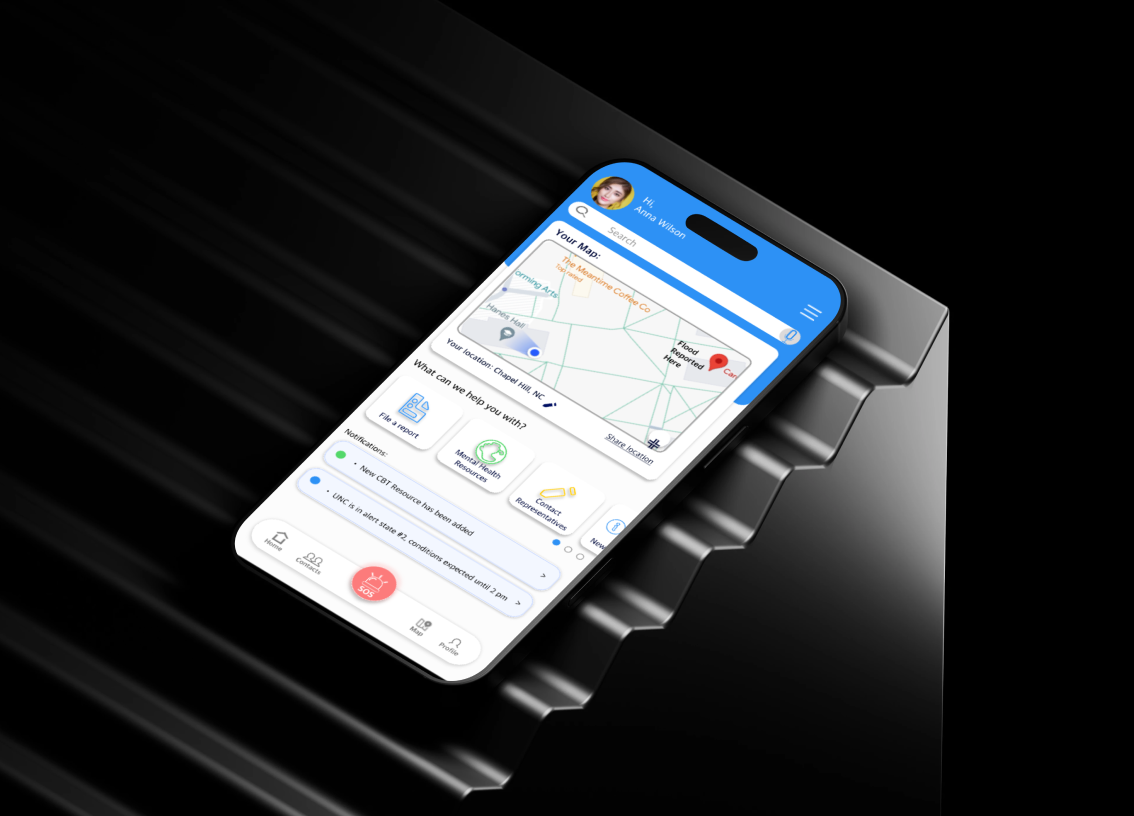 Hi,
Anna Wilson
Search
Your Map:
The Meantime Coffee Co
Top rated
orming Arts
Hanes Hall
Flood
Reported
Here
Car
Your location: Chapel Hill, NC
Share location
What can we help you with?
File a report
Mental Health
Resources
Contact
Representatives
New
Notifications:
• New CBT Resource has been added >
• UNC is in alert state #2, conditions expected until 2 pm >
Home
Contacts
SOS
Map
Profile